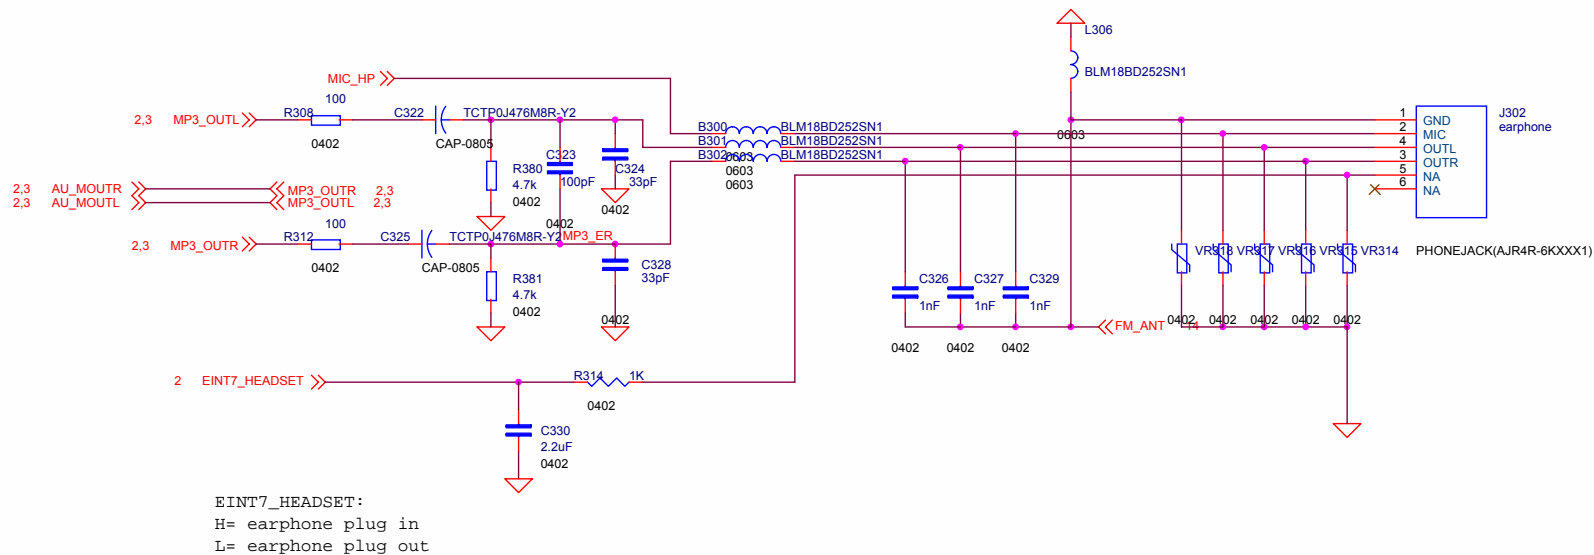 L306
BLM18BD252SN1
MIC_HP
100
2,3 MP3_OUTL R308 C322 TCTP0J476M8R-Y2
0402
CAP-0805
B300 BLM18BD252SN1
B301 BLM18BD252SN1
B302 BLM18BD252SN1
0603
0603
0603
0603
1 GND
2 MIC
4 OUTL
3 OUTR
5 NA
6 NA
J302
earphone
R380
4.7k
0402
C323
100pF
0402
C324
33pF
0402
2,3 AU_MOUTR MP3_OUTR 2,3
2,3 AU_MOUTL MP3_OUTL 2,3
100
2,3 MP3_OUTR R312 C325 TCTP0J476M8R-Y2 MP3_ER
0402
CAP-0805
R381
4.7k
0402
C328
33pF
0402
C326
1nF
0402
C327
1nF
0402
C329
1nF
0402
VR318 VR317 VR316 VR315 VR314
PHONEJACK(AJR4R-6KXXX1)
FM_ANT
0402 0402 0402 0402 0402
2 EINT7_HEADSET R314 1K
0402
C330
2.2uF
0402
EINT7_HEADSET:
H= earphone plug in
L= earphone plug out